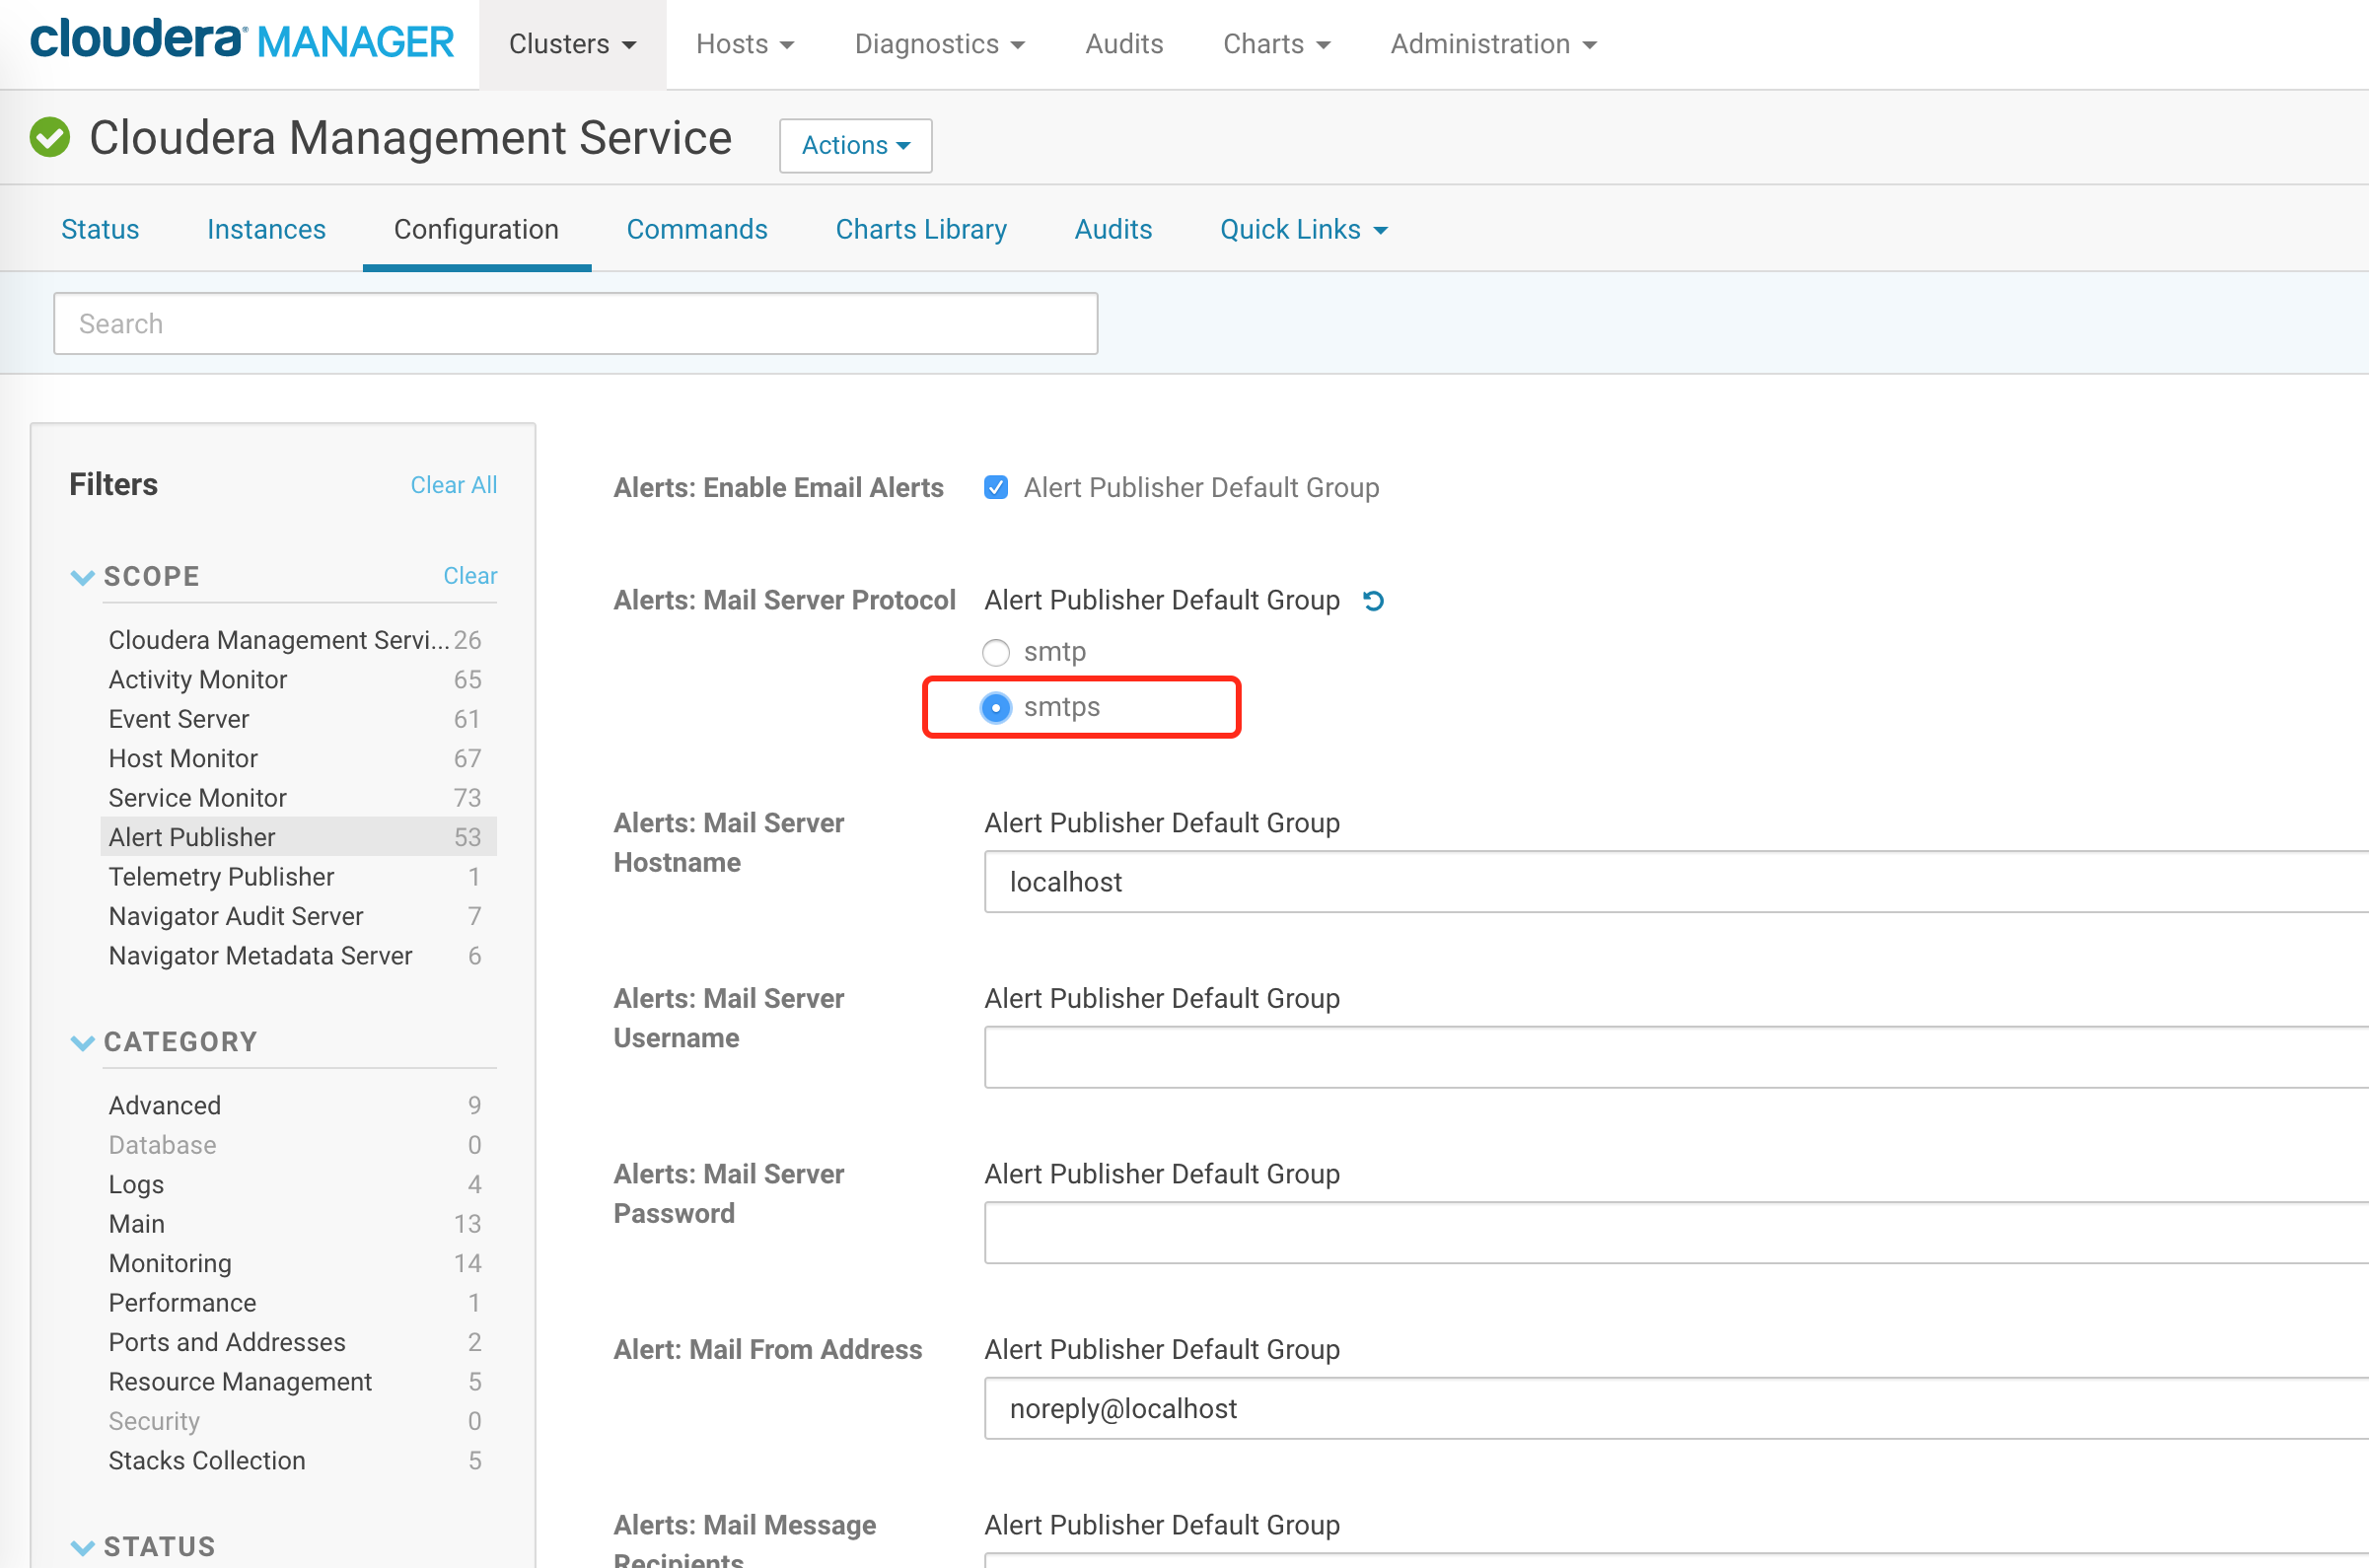 cloudera MANAGER
Clusters Hosts Diagnostics Audits Charts Administration
Cloudera Management Service Actions
Status Instances Configuration Commands Charts Library Audits Quick Links
Search
Filters Clear All
SCOPE Clear
Cloudera Management Servi... 26
Activity Monitor 65
Event Server 61
Host Monitor 67
Service Monitor 73
Alert Publisher 53
Telemetry Publisher 1
Navigator Audit Server 7
Navigator Metadata Server 6
CATEGORY
Advanced 9
Database 0
Logs 4
Main 13
Monitoring 14
Performance 1
Ports and Addresses 2
Resource Management 5
Security 0
Stacks Collection 5
STATUS
Alerts: Enable Email Alerts Alert Publisher Default Group
Alerts: Mail Server Protocol Alert Publisher Default Group
smtp
smtps
Alerts: Mail Server Hostname Alert Publisher Default Group
localhost
Alerts: Mail Server Username Alert Publisher Default Group
Alerts: Mail Server Password Alert Publisher Default Group
Alert: Mail From Address Alert Publisher Default Group
noreply@localhost
Alerts: Mail Message Recipients Alert Publisher Default Group